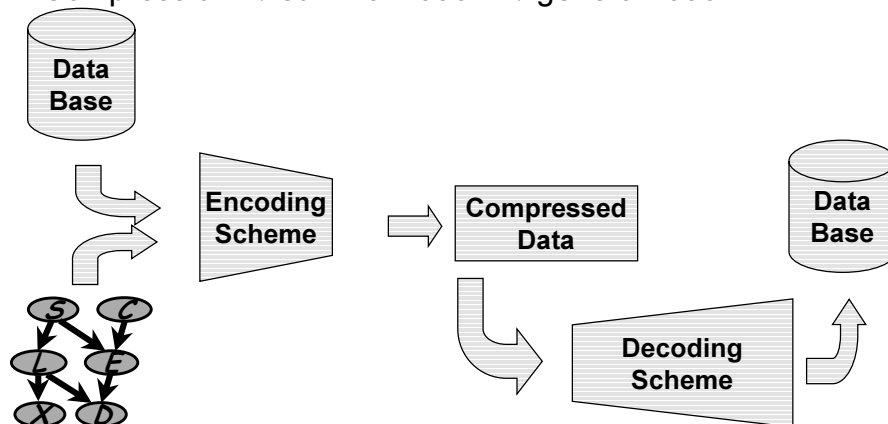 Data
Base
Encoding
Scheme
Compressed
Data
Data
Base
S C
L E
X D
Decoding
Scheme